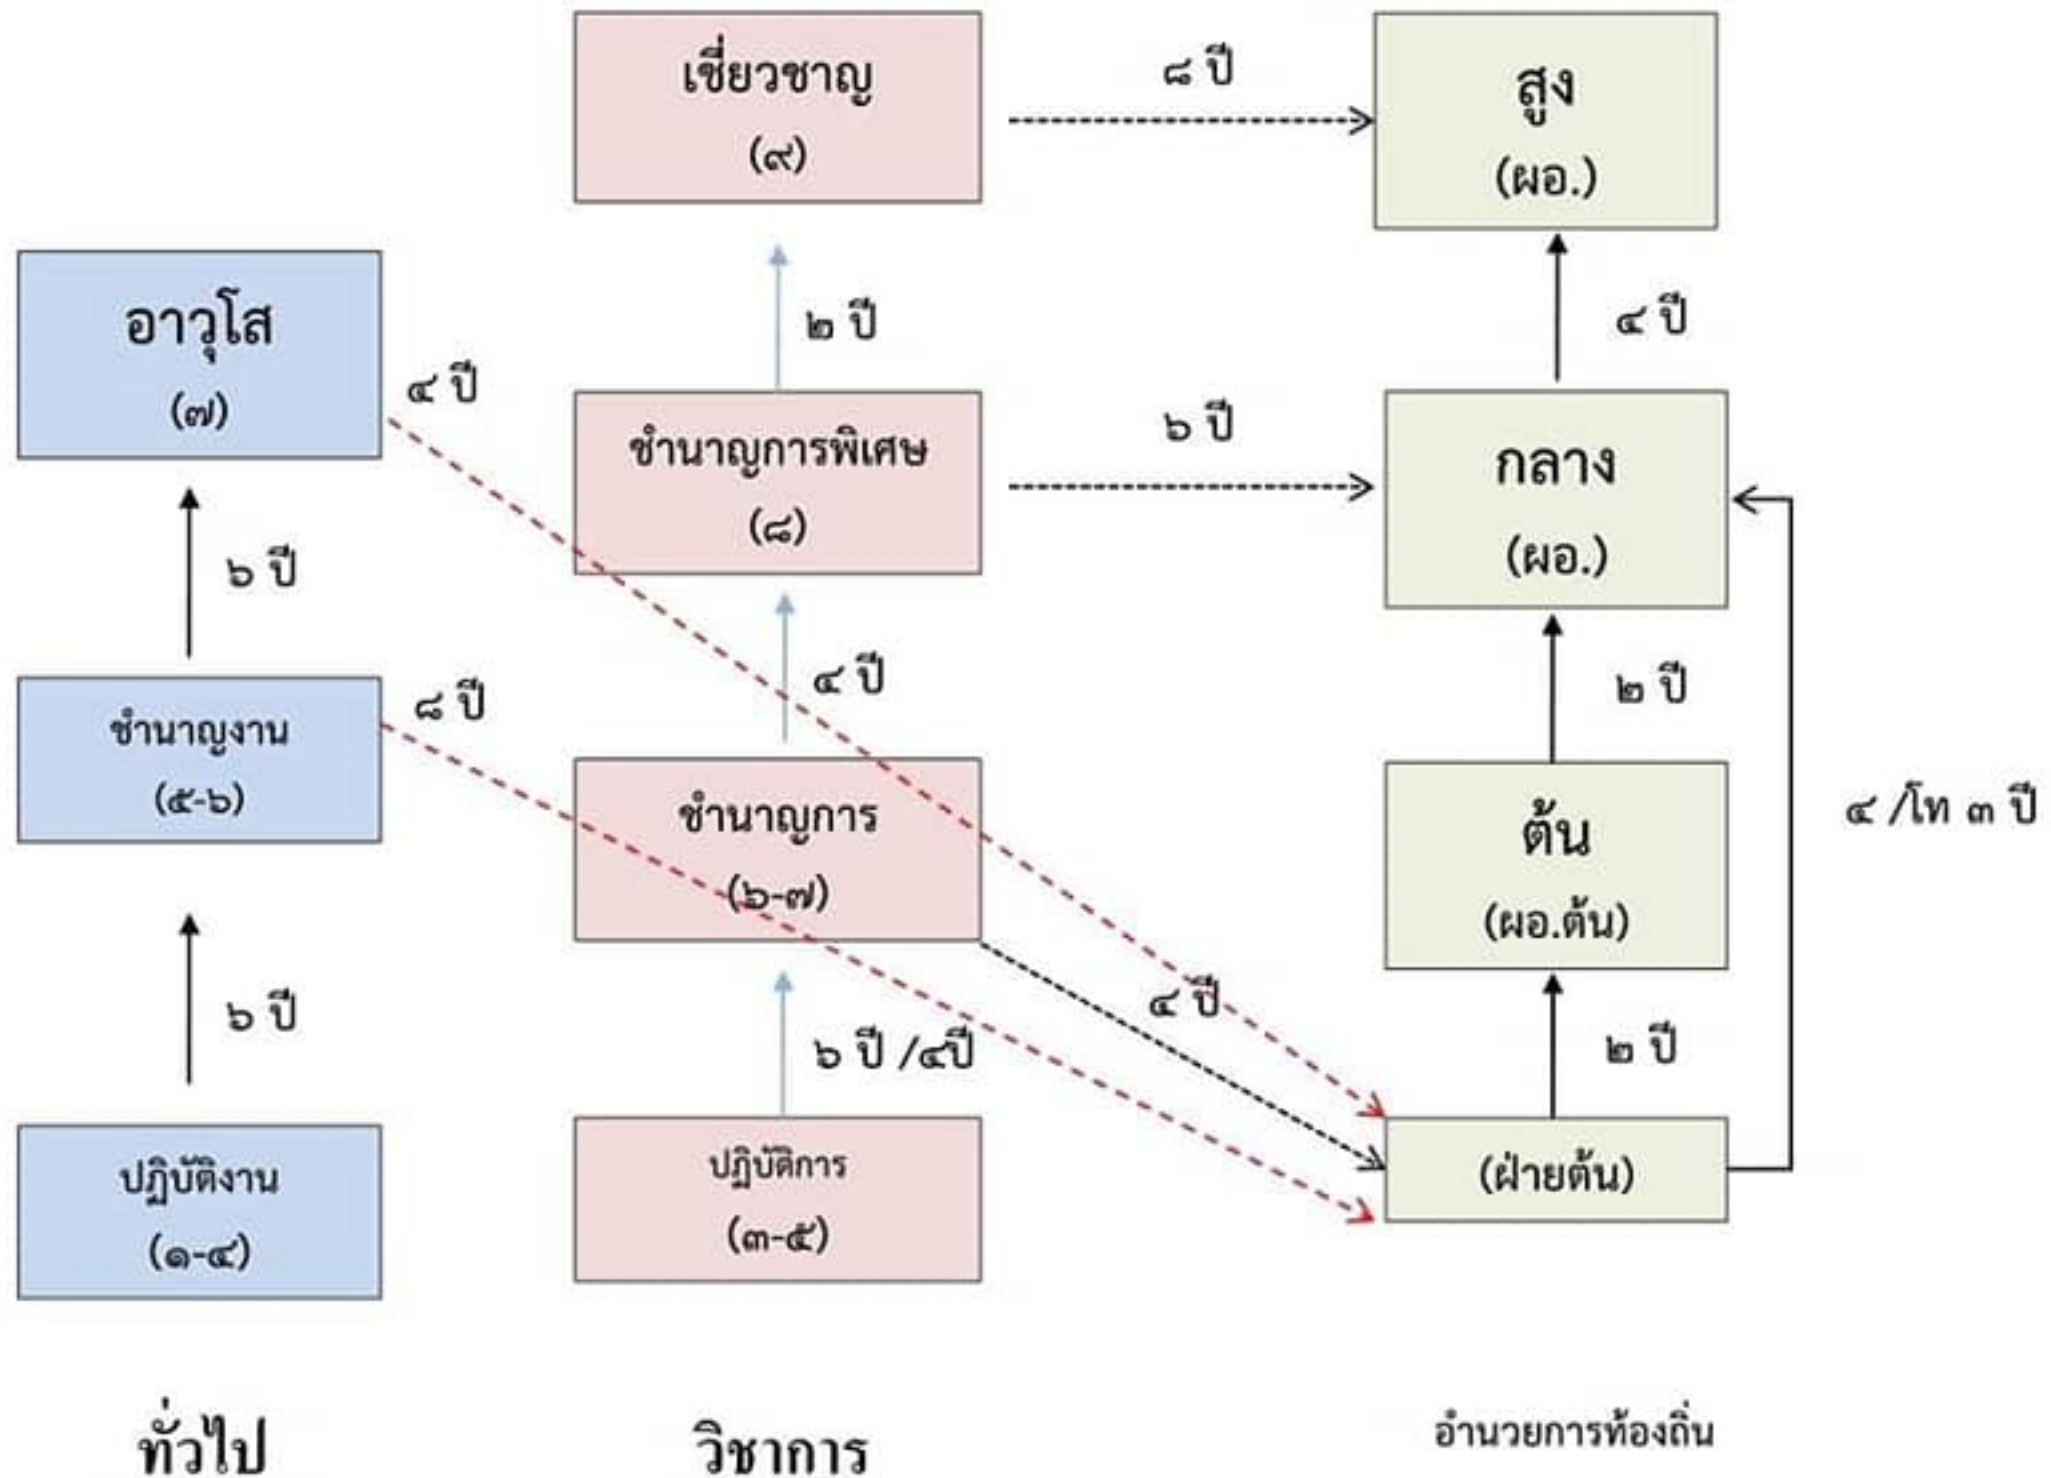 เชี่ยวชาญ
(๙)
๘ ปี
สูง
(ผอ.)
อาวุโส
(๗)
๔ ปี
๒ ปี
๔ ปี
ชำนาญการพิเศษ
(๘)
๖ ปี
กลาง
(ผอ.)
๖ ปี
ชำนาญงาน
(๕-๖)
๘ ปี
๔ ปี
๒ ปี
ชำนาญการ
(๖-๗)
ต้น
(ผอ.ต้น)
๔ /โท ๓ ปี
๖ ปี
๖ ปี /๔ปี
๔ ปี
๒ ปี
ปฏิบัติงาน
(๑-๔)
ปฏิบัติการ
(๓-๕)
(ฝ่ายต้น)
ทั่วไป
วิชาการ
อำนวยการท้องถิ่น